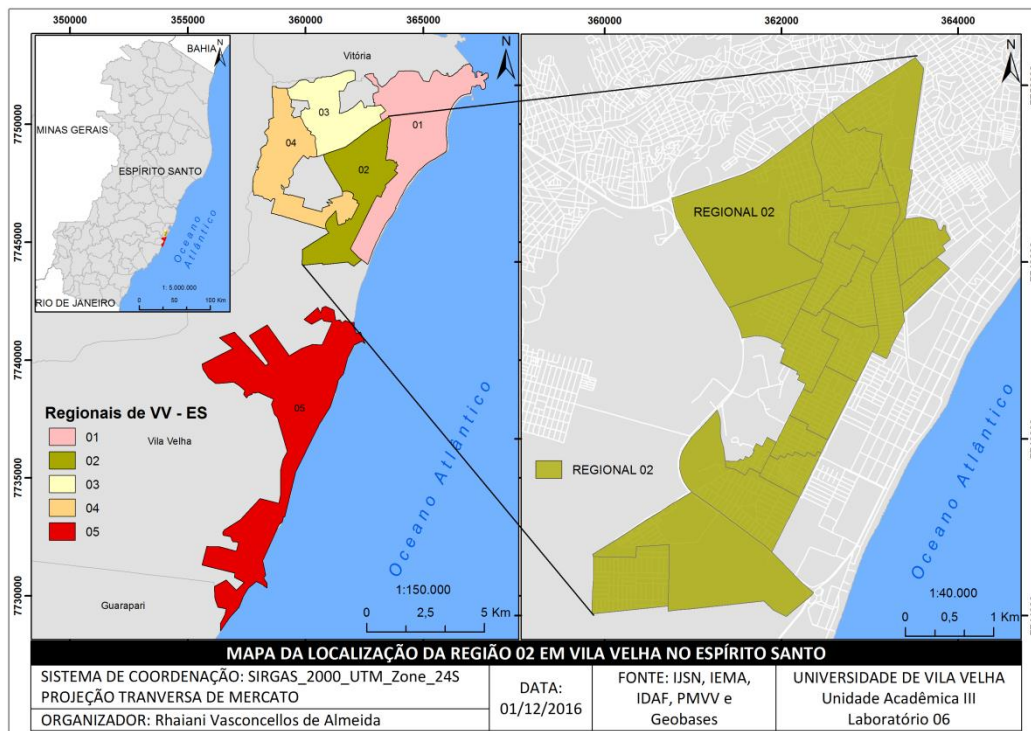 350000 355000 360000 365000
360000 362000 364000
7750000
7745000
7740000
7735000
7730000
BAHIA
N
MINAS GERAIS
ESPÍRITO SANTO
Oceano
Atlântico
RIO DE JANEIRO
1: 5.000.000
0 50 100 Km
Vitória
N
03
01
04
02
05
Regionais de VV - ES
01
Vila Velha
02
03
04
05
Guarapari
Oceano Atlântico
1:150.000
0 2,5 5 Km
N
REGIONAL 02
REGIONAL 02
Oceano Atlântico
1:40.000
0 0,5 1 Km
MAPA DA LOCALIZAÇÃO DA REGIÃO 02 EM VILA VELHA NO ESPÍRITO SANTO
SISTEMA DE COORDENAÇÃO: SIRGAS_2000_UTM_Zone_24S
PROJEÇÃO TRANVERSA DE MERCATO
ORGANIZADOR: Rhaiani Vasconcellos de Almeida
DATA:
01/12/2016
FONTE: IJSN, IEMA,
IDAF, PMVV e
Geobases
UNIVERSIDADE DE VILA VELHA
Unidade Acadêmica III
Laboratório 06